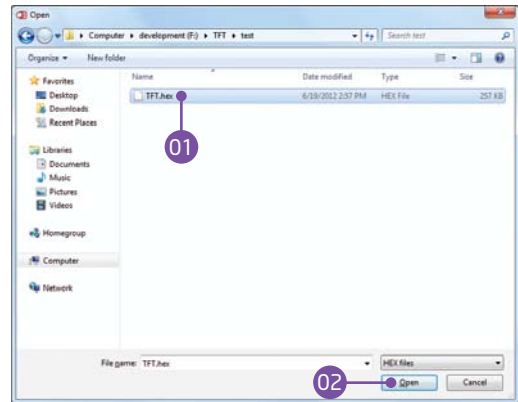 Open
Computer ▸ development (F:) ▸ TFT ▸ test
Search test
Organize New folder
Favorites
Desktop
Downloads
Recent Places
Libraries
Documents
Music
Pictures
Videos
Homegroup
Computer
Network
Name Date modified Type Size
TFT.hex 6/19/2012 2:57 PM HEX File 257 KB
01
File name: TFT.hex HEX files
02 Open Cancel